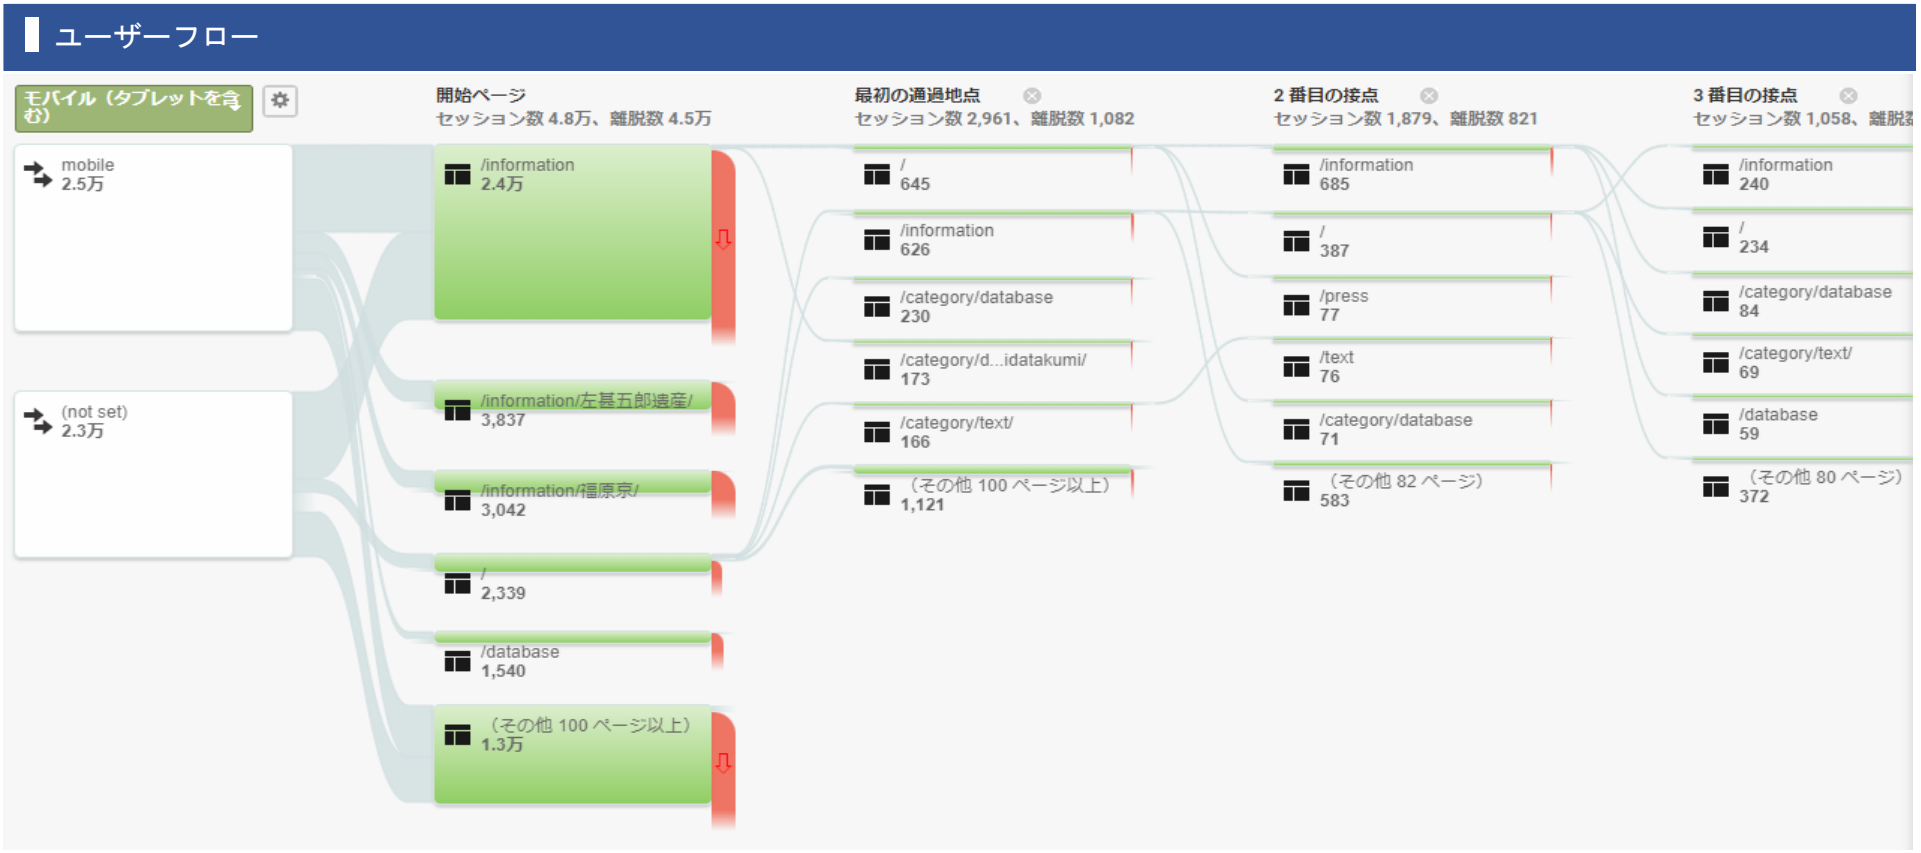 ユーザーフロー
モバイル（タブレットを含
む）
mobile
2.5万
(not set)
2.3万
開始ページ
セッション数 4.8万、離脱数 4.5万
/information
2.4万
/information/左甚五郎遺産/
3,837
/information/福原京/
3,042
/
2,339
/database
1,540
（その他 100 ページ以上）
1.3万
最初の通過地点
セッション数 2,961、離脱数 1,082
/
645
/information
626
/category/database
230
/category/d...idatakumi/
173
/category/text/
166
（その他 100 ページ以上）
1,121
2 番目の接点
セッション数 1,879、離脱数 821
/information
685
/
387
/press
77
/text
76
/category/database
71
（その他 82 ページ）
583
3 番目の接点
セッション数 1,058、離脱
/information
240
/
234
/category/database
84
/category/text/
69
/database
59
（その他 80 ページ）
372